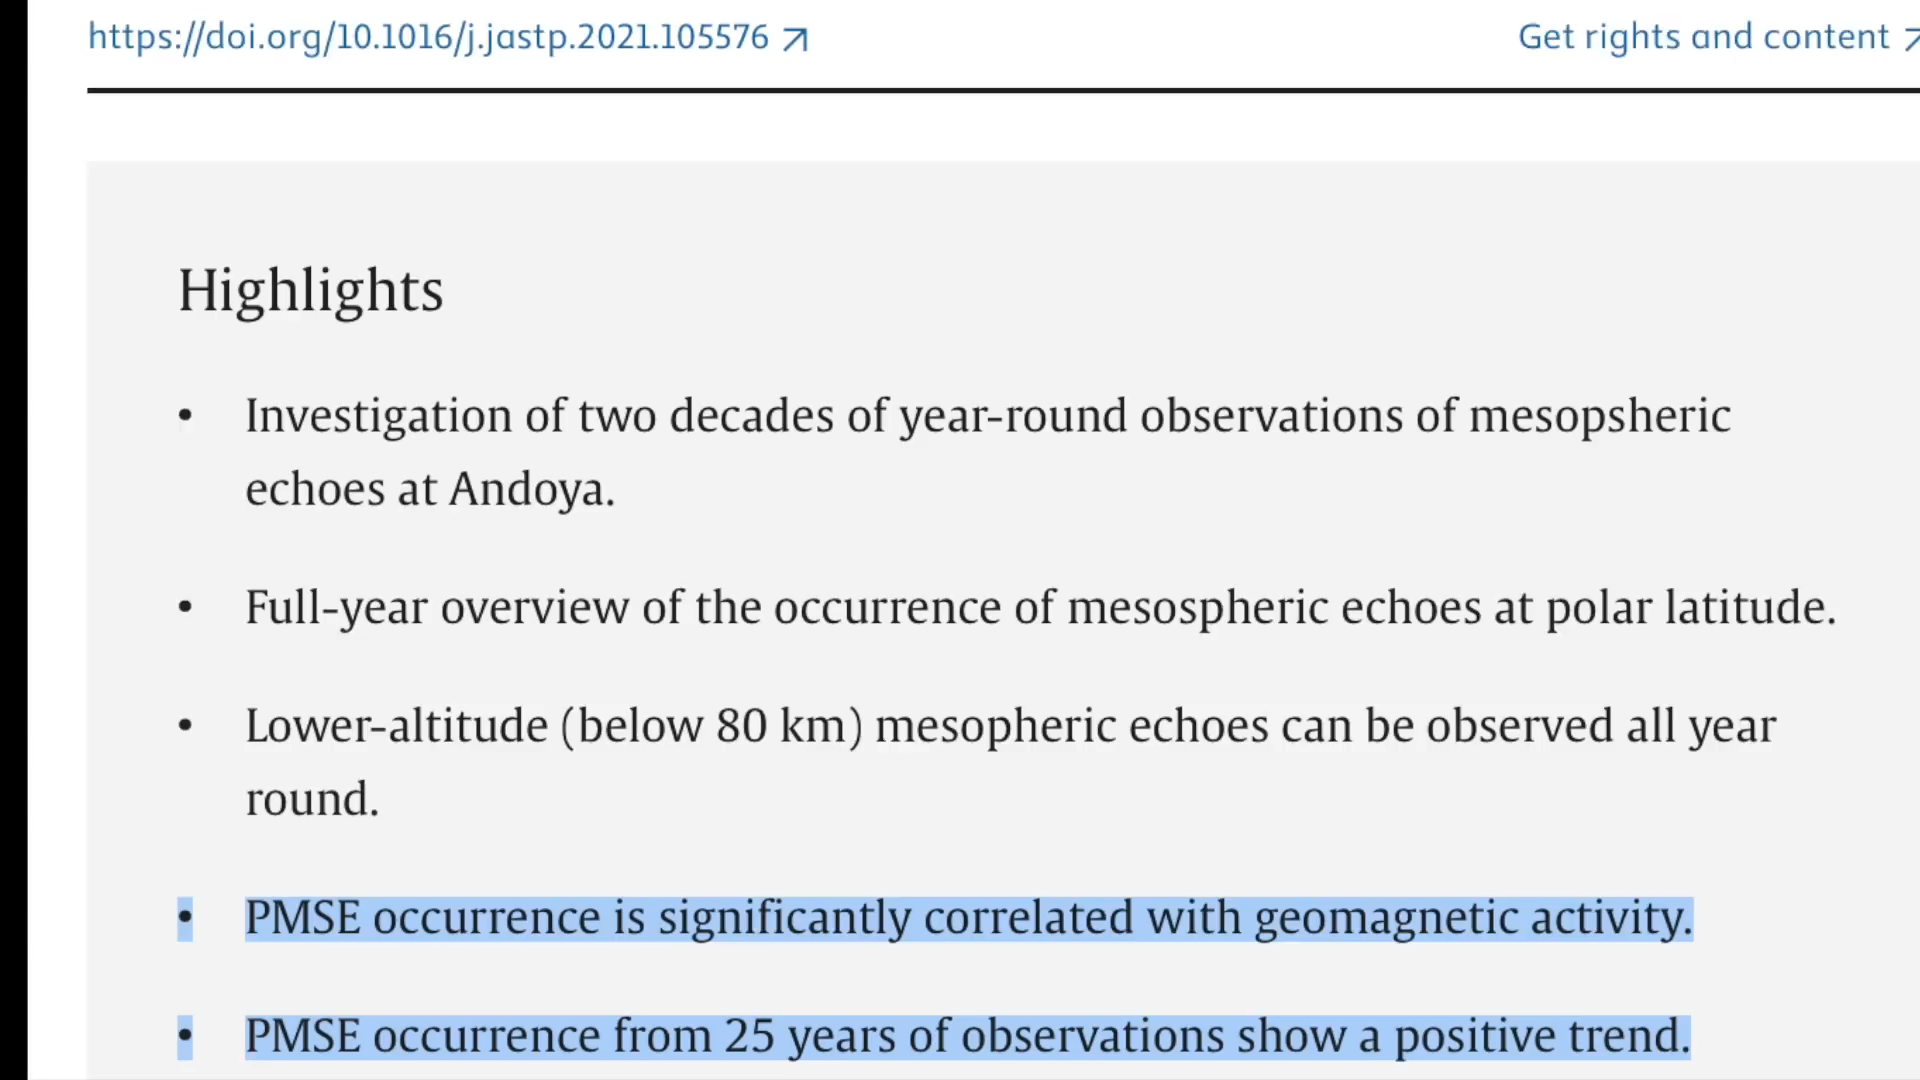 https://doi.org/10.1016/j.jastp.2021.105576 ↗
Get rights and content ↗
Highlights
• Investigation of two decades of year-round observations of mesopsheric
echoes at Andoya.
• Full-year overview of the occurrence of mesospheric echoes at polar latitude.
• Lower-altitude (below 80 km) mesopheric echoes can be observed all year
round.
• PMSE occurrence is significantly correlated with geomagnetic activity.
• PMSE occurrence from 25 years of observations show a positive trend.